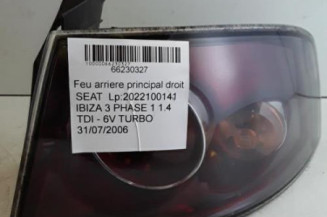 66230327
Feu arriere principal droit
SEAT Lp:2022100141
IBIZA 3 PHASE 1 1.4
TDI - 6V TURBO
31/07/2006